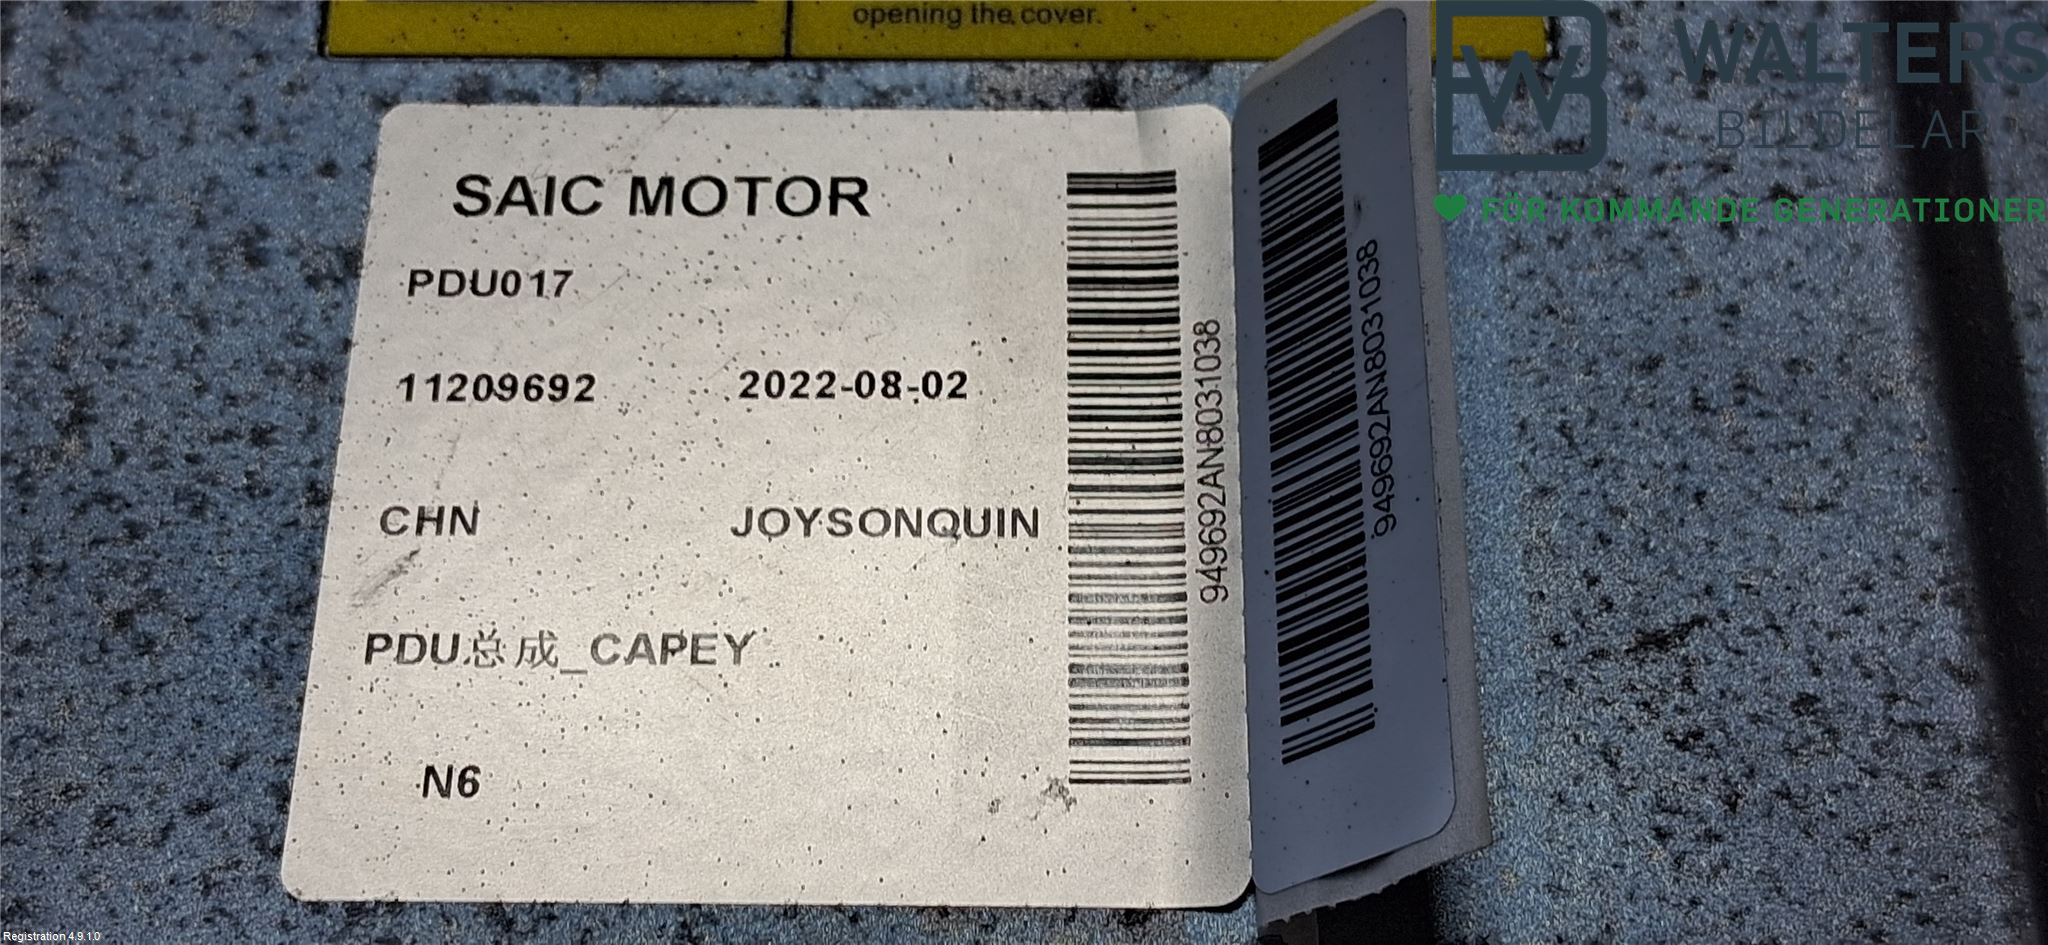 opening the cover.
WALTERS
BILDELAR
FÖR KOMMANDE GENERATIONER
SAIC MOTOR
PDU017
11209692 2022-08-02
CHN JOYSONQUIN
PDU总成_CAPEY
N6
949692AN8031038
949692AN8031038
Registration 4.9.1.0